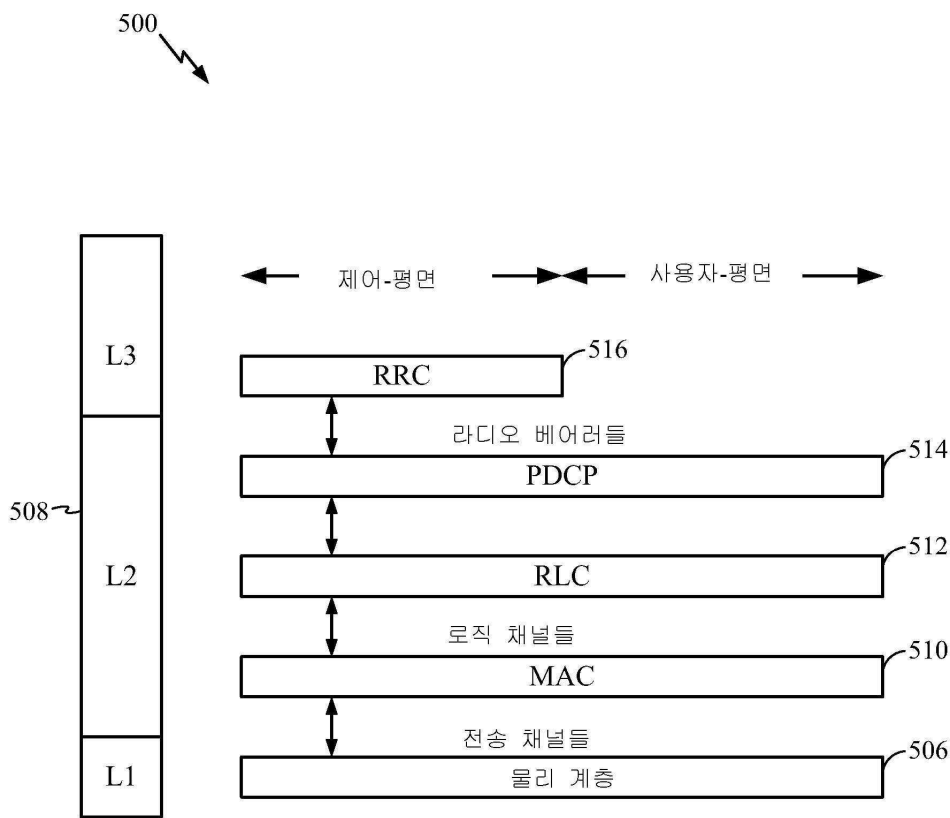 500
제어-평면
사용자-평면
L3
RRC
516
라디오 베어러들
514
PDCP
508
512
L2
RLC
로직 채널들
510
MAC
전송 채널들
506
L1
물리 계층